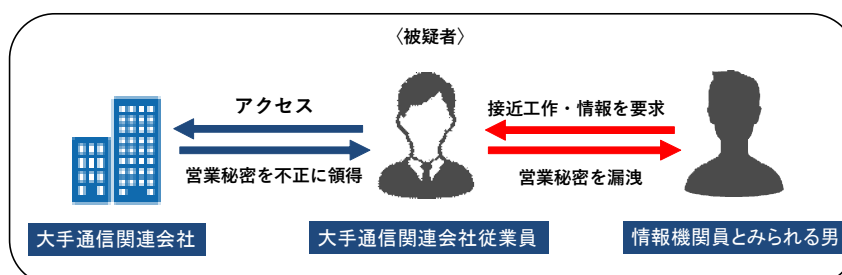 〈被疑者〉
アクセス
接近工作・情報を要求
営業秘密を不正に領得
営業秘密を漏洩
大手通信関連会社
大手通信関連会社従業員
情報機関員とみられる男